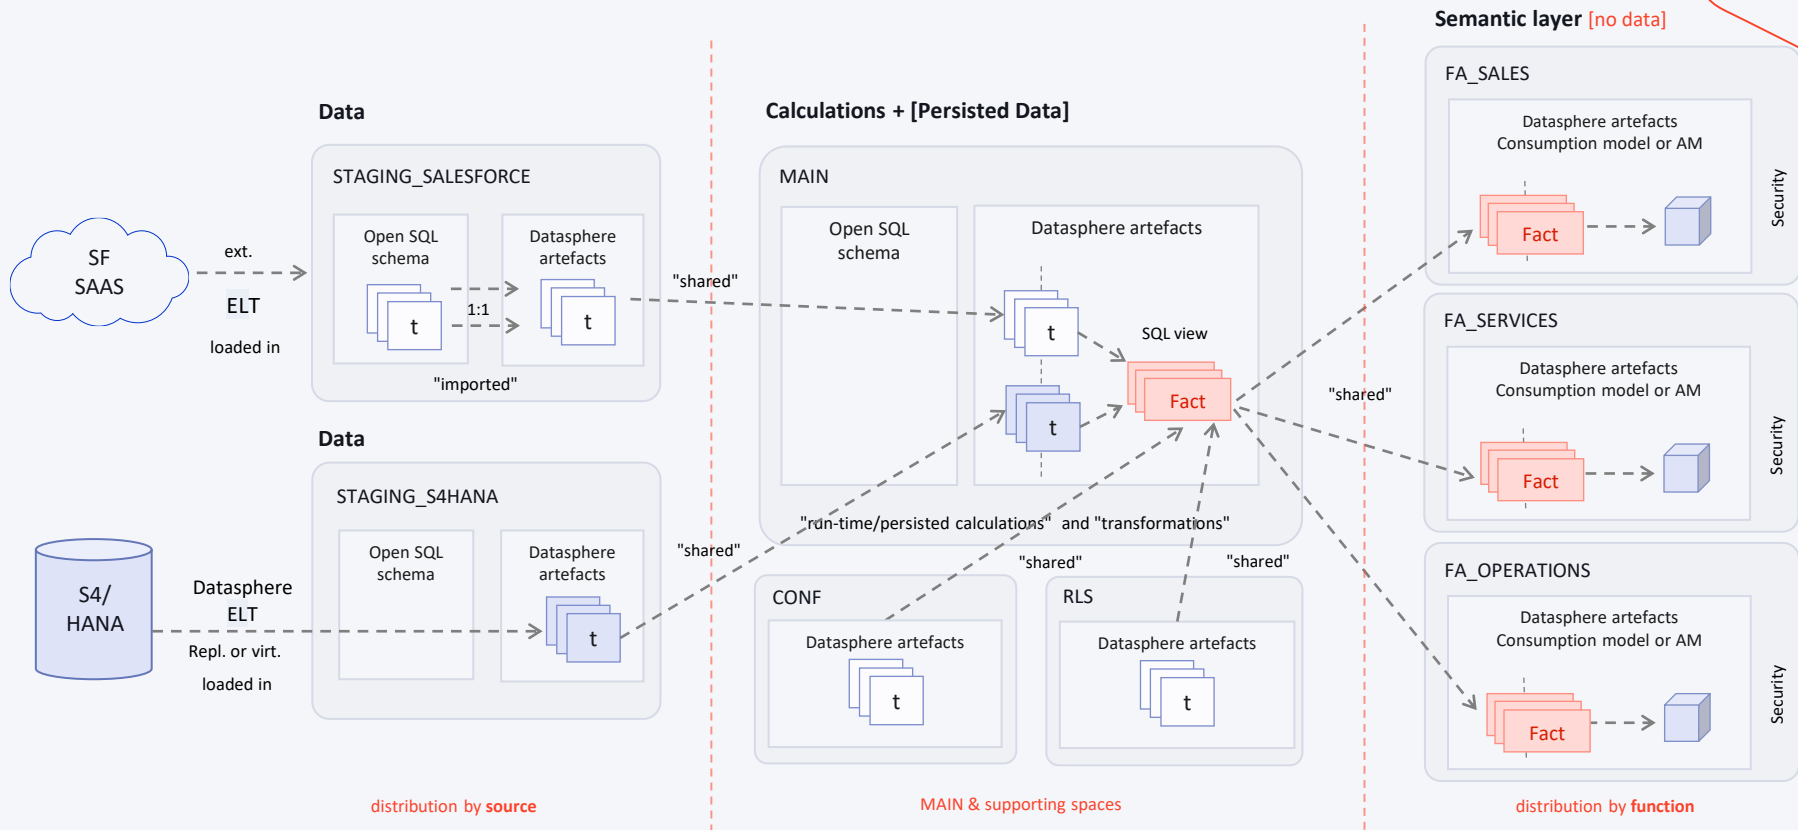 Semantic layer [no data]
Data
Calculations + [Persisted Data]
SF
SAAS
ext.
ELT
loaded in
STAGING_SALESFORCE
Open SQL
schema
t
1:1
Datasphere
artefacts
t
"imported"
"shared"
Data
S4/
HANA
Datasphere
ELT
Repl. or virt.
loaded in
STAGING_S4HANA
Open SQL
schema
Datasphere
artefacts
t
"shared"
distribution by source
MAIN
Open SQL
schema
Datasphere artefacts
t
SQL view
t
Fact
"run-time/persisted calculations" and "transformations"
"shared"
"shared"
CONF
Datasphere artefacts
t
RLS
Datasphere artefacts
t
MAIN & supporting spaces
"shared"
FA_SALES
Datasphere artefacts
Consumption model or AM
Fact
Security
FA_SERVICES
Datasphere artefacts
Consumption model or AM
Fact
Security
FA_OPERATIONS
Datasphere artefacts
Consumption model or AM
Fact
Security
distribution by function